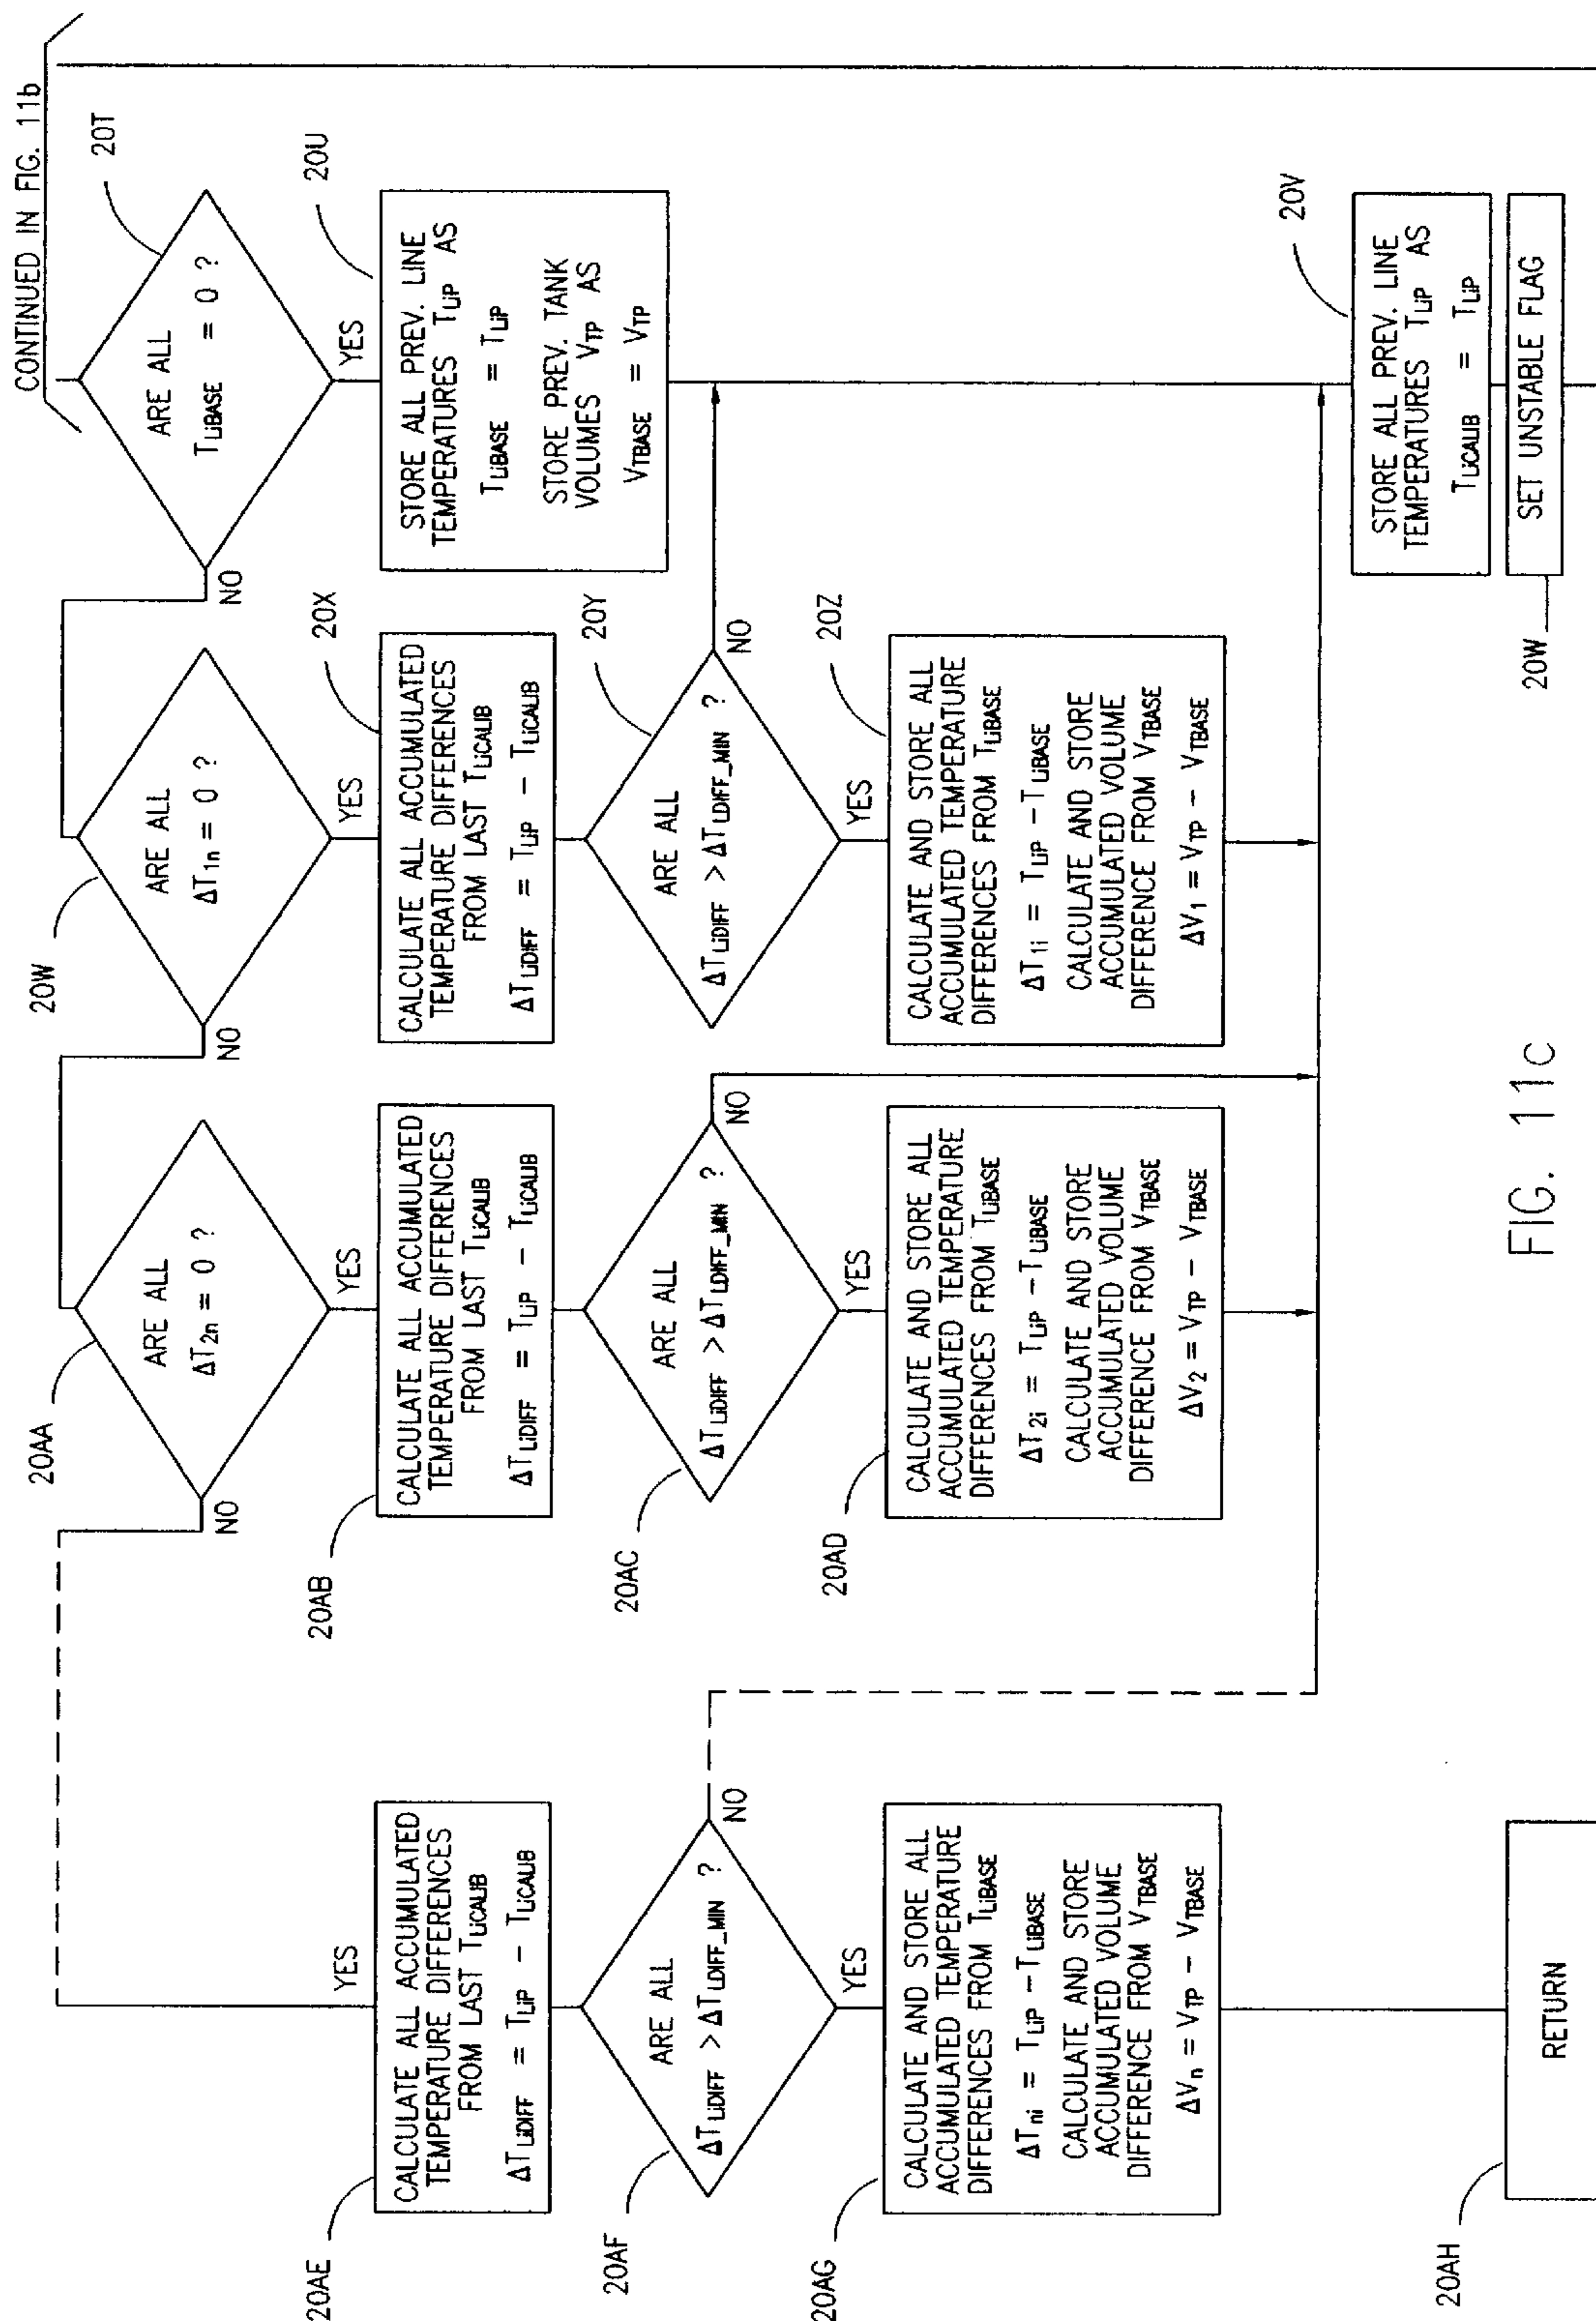 CONTINUED IN FIG. 11b
20T
ARE ALL
TLiBASE = 0 ?
YES
NO
20U
STORE ALL PREV. LINE
TEMPERATURES TLiP AS
TLiBASE = TLiP
STORE PREV. TANK
VOLUMES VTP AS
VTBASE = VTP
20V
STORE ALL PREV. LINE
TEMPERATURES TLiP AS
TLiCALIB = TLiP
SET UNSTABLE FLAG
20W
20W
ARE ALL
ΔT1n = 0 ?
YES
NO
20X
CALCULATE ALL ACCUMULATED
TEMPERATURE DIFFERENCES
FROM LAST TLiCALIB
ΔTLiDIFF = TLiP − TLiCALIB
20Y
ARE ALL
ΔTLiDIFF > ΔTLDIFF_MIN ?
NO
YES
20Z
CALCULATE AND STORE ALL
ACCUMULATED TEMPERATURE
DIFFERENCES FROM TLiBASE
ΔT1i = TLiP − TLiBASE
CALCULATE AND STORE
ACCUMULATED VOLUME
DIFFERENCE FROM VTBASE
ΔV1 = VTP − VTBASE
20AA
ARE ALL
ΔT2n = 0 ?
YES
NO
20AB
CALCULATE ALL ACCUMULATED
TEMPERATURE DIFFERENCES
FROM LAST TLiCALIB
ΔTLiDIFF = TLiP − TLiCALIB
20AC
ARE ALL
ΔTLiDIFF > ΔTLDIFF_MIN ?
NO
YES
20AD
CALCULATE AND STORE ALL
ACCUMULATED TEMPERATURE
DIFFERENCES FROM TLiBASE
ΔT2i = TLiP − TLiBASE
CALCULATE AND STORE
ACCUMULATED VOLUME
DIFFERENCE FROM VTBASE
ΔV2 = VTP − VTBASE
YES
20AE
CALCULATE ALL ACCUMULATED
TEMPERATURE DIFFERENCES
FROM LAST TLiCALIB
ΔTLiDIFF = TLiP − TLiCALIB
20AF
ARE ALL
ΔTLiDIFF > ΔTLDIFF_MIN ?
NO
YES
20AG
CALCULATE AND STORE ALL
ACCUMULATED TEMPERATURE
DIFFERENCES FROM TLiBASE
ΔTni = TLiP − TLiBASE
CALCULATE AND STORE
ACCUMULATED VOLUME
DIFFERENCE FROM VTBASE
ΔVn = VTP − VTBASE
20AH
RETURN
FIG. 11c